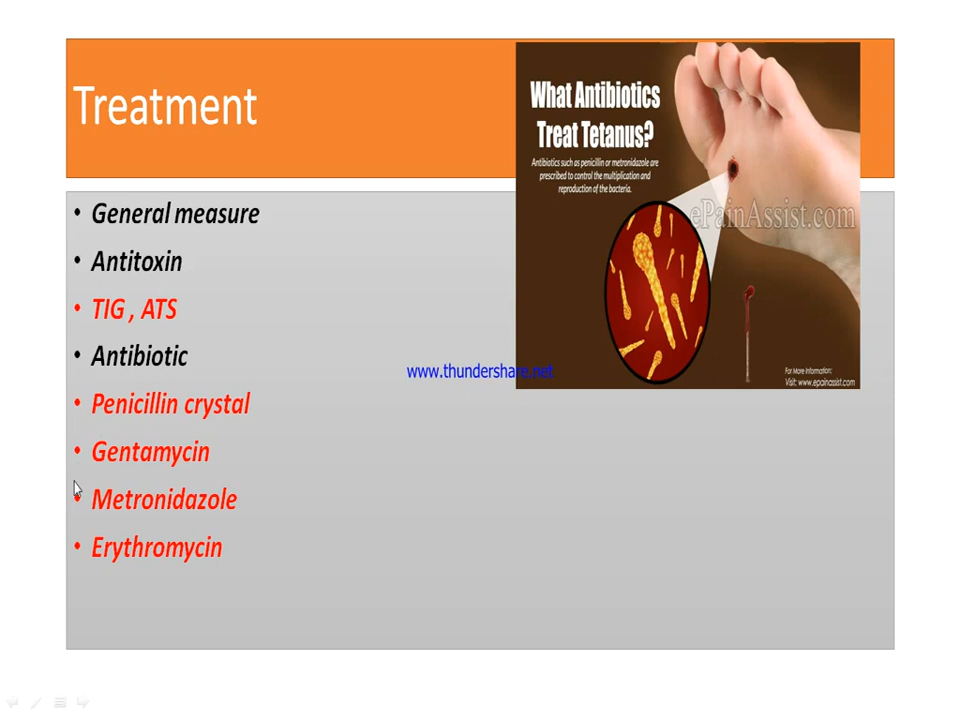 Treatment
What Antibiotics
Treat Tetanus?
Antibiotics such as penicillin or metronidazole are
prescribed to control the multiplication and
reproduction of the bacteria.
ePainAssist.com
• General measure
• Antitoxin
• TIG , ATS
• Antibiotic
www.thundershare.net
For More Information:
Visit: www.epainassist.com
• Penicillin crystal
• Gentamycin
• Metronidazole
• Erythromycin